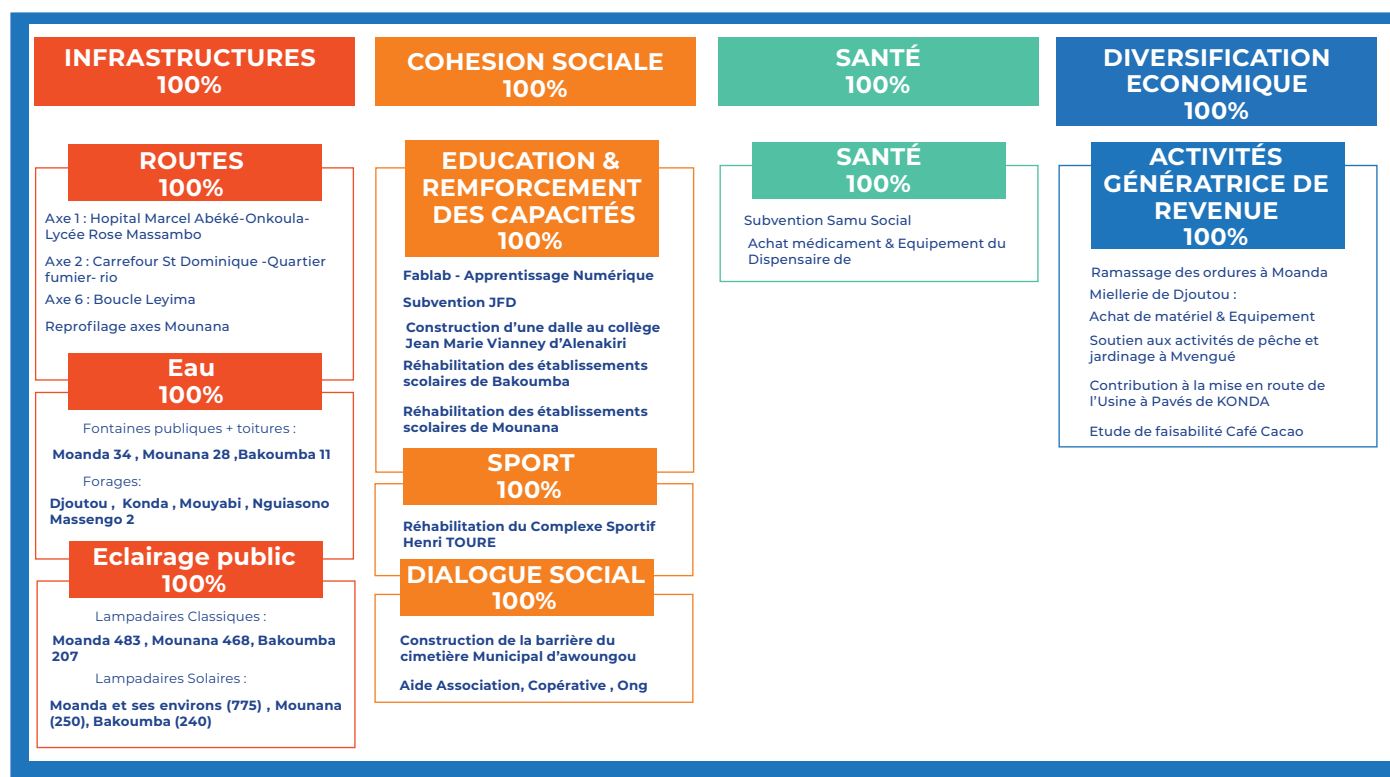 INFRASTRUCTURES
100%
ROUTES
100%
Axe 1 : Hopital Marcel Abéké-Onkoula-
Lycée Rose Massambo
Axe 2 : Carrefour St Dominique -Quartier
fumier- rio
Axe 6 : Boucle Leyima
Reprofilage axes Mounana
Eau
100%
Fontaines publiques + toitures :
Moanda 34 , Mounana 28 ,Bakoumba 11
Forages:
Djoutou , Konda , Mouyabi , Nguiasono
Massengo 2
Eclairage public
100%
Lampadaires Classiques :
Moanda 483 , Mounana 468, Bakoumba
207
Lampadaires Solaires :
Moanda et ses environs (775) , Mounana
(250), Bakoumba (240)
COHESION SOCIALE
100%
EDUCATION &
REMFORCEMENT
DES CAPACITÉS
100%
Fablab - Apprentissage Numérique
Subvention JFD
Construction d’une dalle au collège
Jean Marie Vianney d’Alenakiri
Réhabilitation des établissements
scolaires de Bakoumba
Réhabilitation des établissements
scolaires de Mounana
SPORT
100%
Réhabilitation du Complexe Sportif
Henri TOURE
DIALOGUE SOCIAL
100%
Construction de la barrière du
cimetière Municipal d’awoungou
Aide Association, Copérative , Ong
SANTÉ
100%
SANTÉ
100%
Subvention Samu Social
Achat médicament & Equipement du
Dispensaire de
DIVERSIFICATION
ECONOMIQUE
100%
ACTIVITÉS
GÉNÉRATRICE DE
REVENUE
100%
Ramassage des ordures à Moanda
Miellerie de Djoutou :
Achat de matériel & Equipement
Soutien aux activités de pêche et
jardinage à Mvengué
Contribution à la mise en route de
l’Usine à Pavés de KONDA
Etude de faisabilité Café Cacao